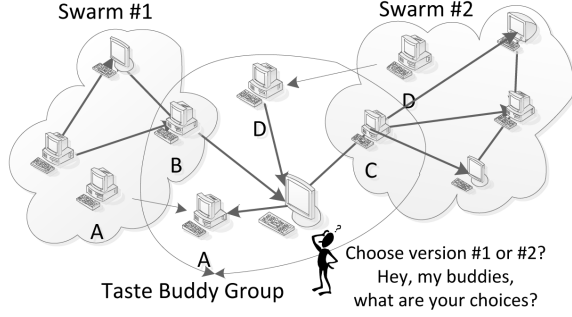 Swarm #1
Swarm #2
D
D
B
C
A
A
?
Choose version #1 or #2?
Hey, my buddies,
what are your choices?
Taste Buddy Group